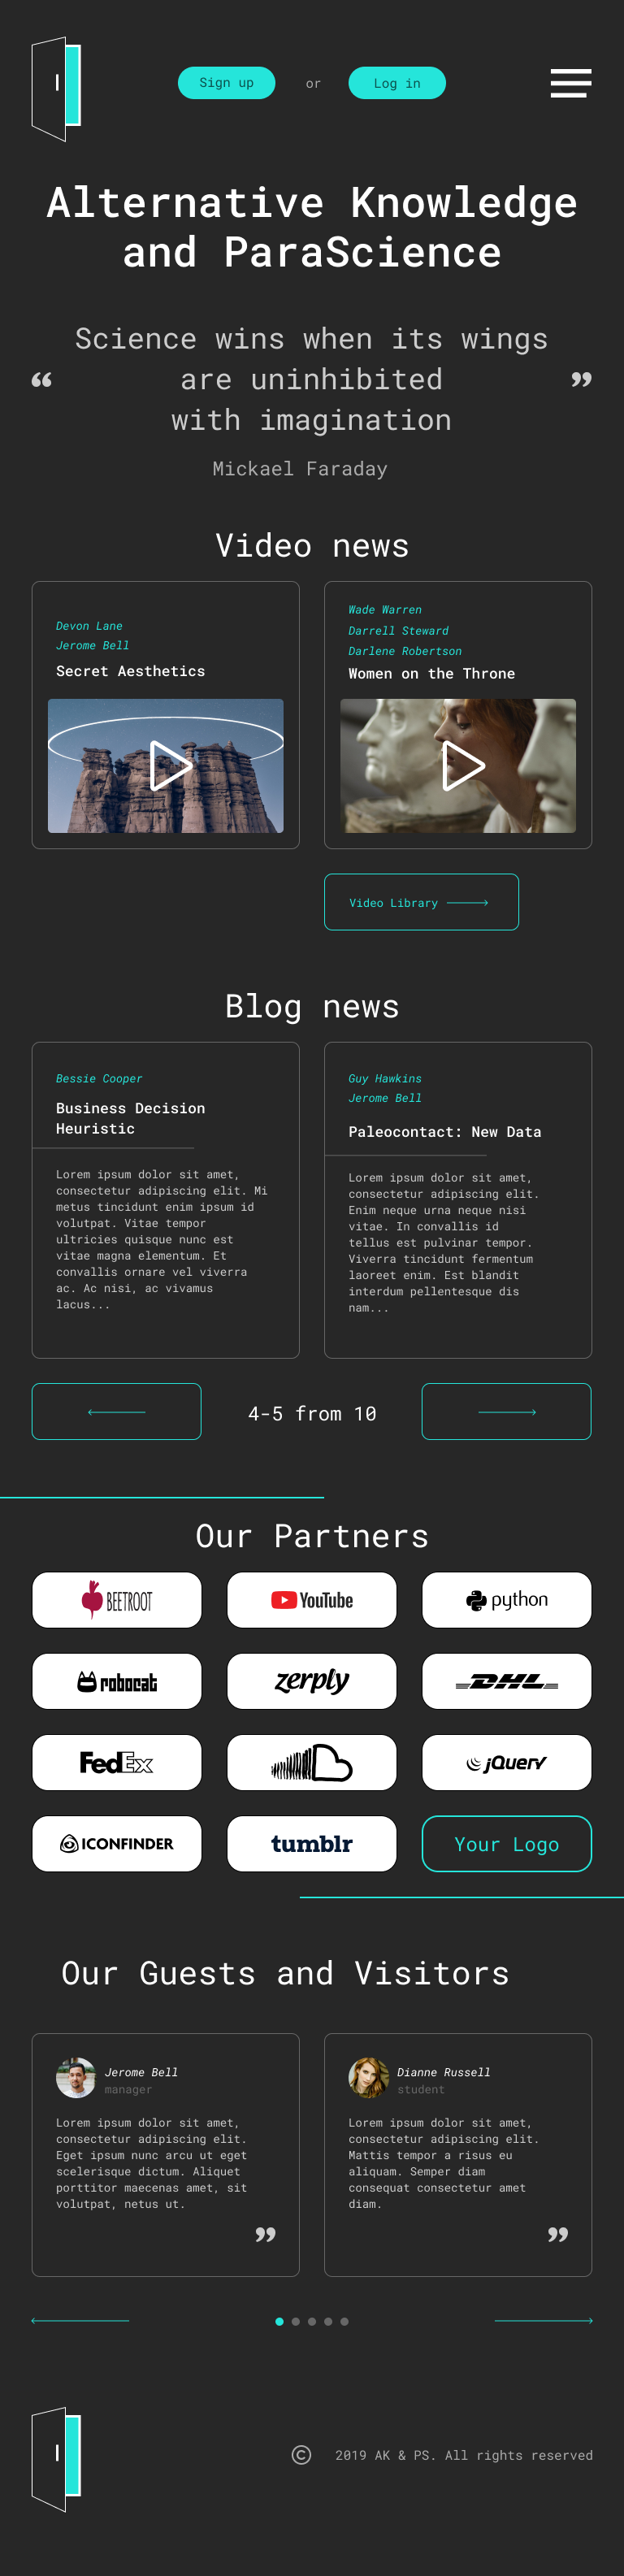 Sign up or Log in
Alternative Knowledge
and ParaScience
Science wins when its wings
“ are uninhibited ”
with imagination
Mickael Faraday
Video news
Devon Lane
Jerome Bell
Secret Aesthetics
Wade Warren
Darrell Steward
Darlene Robertson
Women on the Throne
Video Library
Blog news
Bessie Cooper
Business Decision
Heuristic
Lorem ipsum dolor sit amet,
consectetur adipiscing elit. Mi
metus tincidunt enim ipsum id
volutpat. Vitae tempor
ultricies quisque nunc est
vitae magna elementum. Et
convallis ornare vel viverra
ac. Ac nisi, ac vivamus
lacus...
Guy Hawkins
Jerome Bell
Paleocontact: New Data
Lorem ipsum dolor sit amet,
consectetur adipiscing elit.
Enim neque urna neque nisi
vitae. In convallis id
tellus est pulvinar tempor.
Viverra tincidunt fermentum
laoreet enim. Est blandit
interdum pellentesque dis
nam...
4-5 from 10
Our Partners
BEETROOT
YouTube
python
robocat
zerply
DHL
FedEx
jQuery
ICONFINDER
tumblr
Your Logo
Our Guests and Visitors
Jerome Bell
manager
Lorem ipsum dolor sit amet,
consectetur adipiscing elit.
Eget ipsum nunc arcu ut eget
scelerisque dictum. Aliquet
porttitor maecenas amet, sit
volutpat, netus ut.
”
Dianne Russell
student
Lorem ipsum dolor sit amet,
consectetur adipiscing elit.
Mattis tempor a risus eu
aliquam. Semper diam
consequat consectetur amet
diam.
”
© 2019 AK & PS. All rights reserved